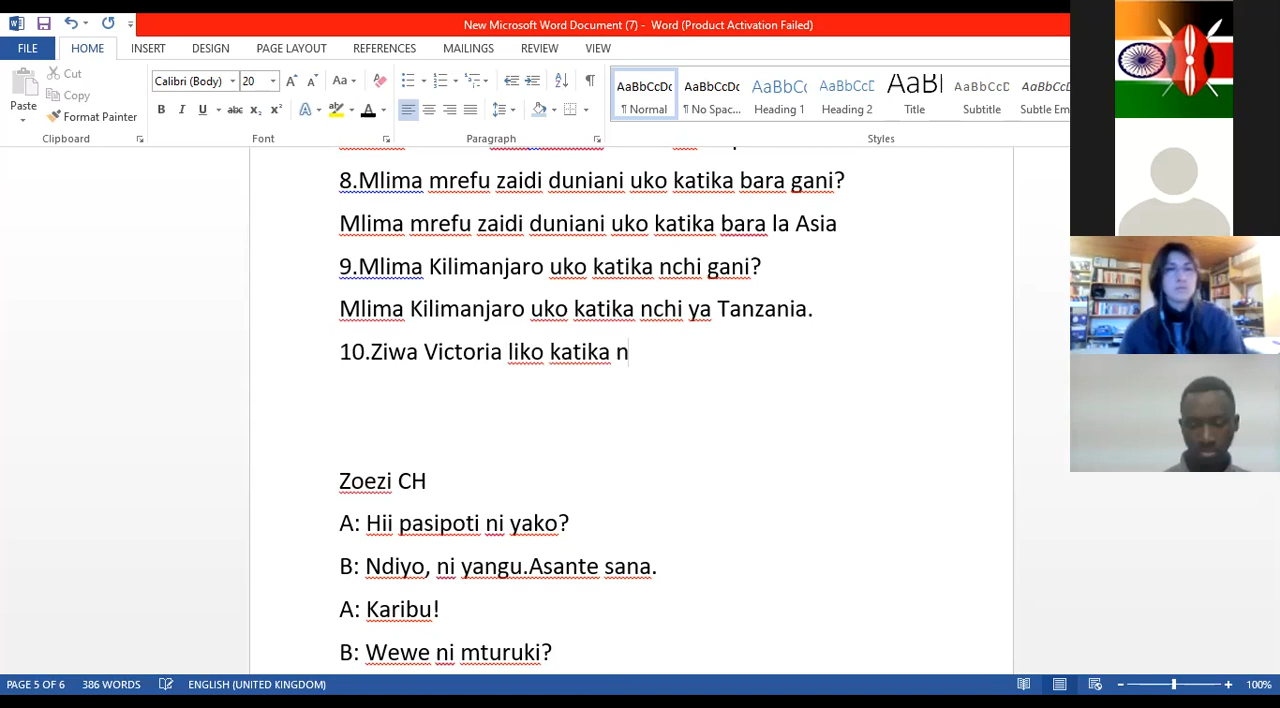 New Microsoft Word Document (7) - Word (Product Activation Failed)
FILE HOME INSERT DESIGN PAGE LAYOUT REFERENCES MAILINGS REVIEW VIEW
Cut
Copy
Format Painter
Paste
Clipboard
Calibri (Body) 20
Font
Paragraph
AaBbCcDc AaBbCcDc AaBbC AaBbCcD AaBl AaBbCcD AaBbCcDc
¶ Normal ¶ No Spac... Heading 1 Heading 2 Title Subtitle Subtle Em
Styles
8.Mlima mrefu zaidi duniani uko katika bara gani?
Mlima mrefu zaidi duniani uko katika bara la Asia
9.Mlima Kilimanjaro uko katika nchi gani?
Mlima Kilimanjaro uko katika nchi ya Tanzania.
10.Ziwa Victoria liko katika n
Zoezi CH
A: Hii pasipoti ni yako?
B: Ndiyo, ni yangu.Asante sana.
A: Karibu!
B: Wewe ni mturuki?
PAGE 5 OF 6 386 WORDS ENGLISH (UNITED KINGDOM) 100%